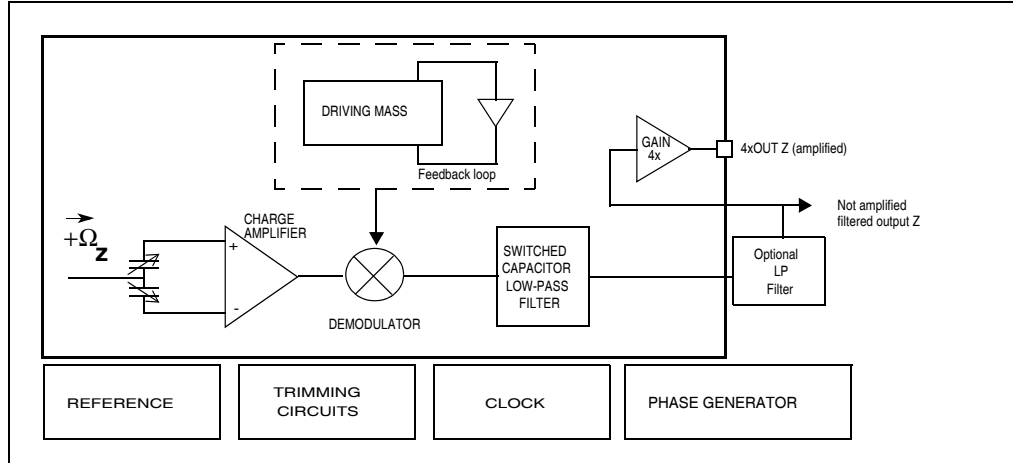 DRIVING MASS
Feedback loop
GAIN
4x
4xOUT Z (amplified)
Not amplified
filtered output Z
+Ω
z
CHARGE
AMPLIFIER
+
-
DEMODULATOR
SWITCHED
CAPACITOR
LOW-PASS
FILTER
Optional
LP
Filter
REFERENCE
TRIMMING
CIRCUITS
CLOCK
PHASE GENERATOR